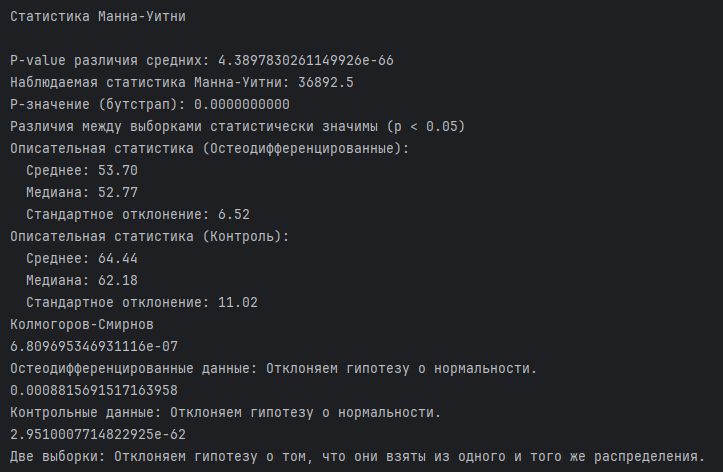 Статистика Манна-Уитни
P-value различия средних: 4.3897830261149926e-66
Наблюдаемая статистика Манна-Уитни: 36892.5
P-значение (бутстрап): 0.0000000000
Различия между выборками статистически значимы (p < 0.05)
Описательная статистика (Остеодифференцированные):
Среднее: 53.70
Медиана: 52.77
Стандартное отклонение: 6.52
Описательная статистика (Контроль):
Среднее: 64.44
Медиана: 62.18
Стандартное отклонение: 11.02
Колмогоров-Смирнов
6.809695346931116e-07
Остеодифференцированные данные: Отклоняем гипотезу о нормальности.
0.0008815691517163958
Контрольные данные: Отклоняем гипотезу о нормальности.
2.9510007714822925e-62
Две выборки: Отклоняем гипотезу о том, что они взяты из одного и того же распределения.